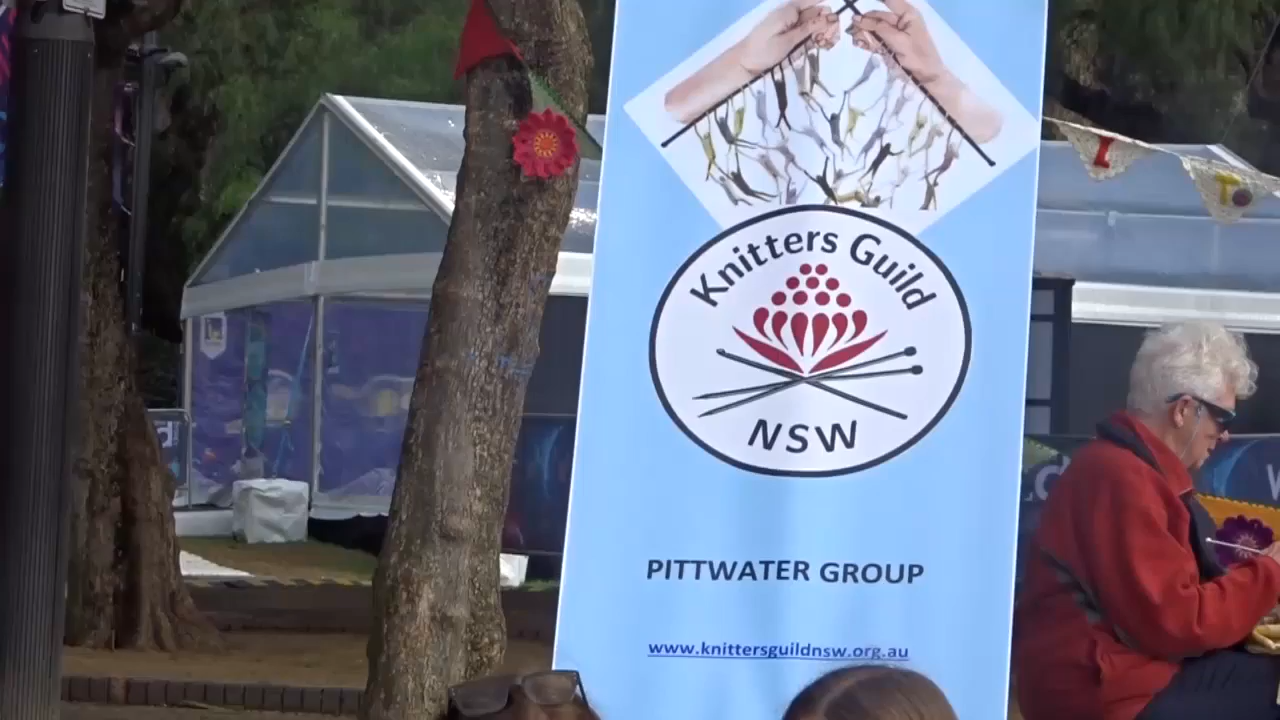 Knitters Guild
NSW
PITTWATER GROUP
www.knittersguildnsw.org.au
I
d
d
W